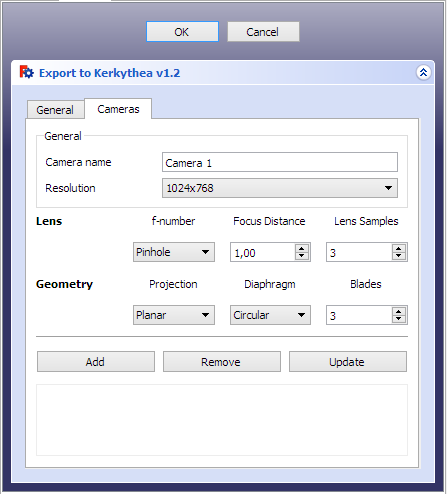 OK Cancel
Export to Kerkythea v1.2
General Cameras
General
Camera name Camera 1
Resolution 1024x768
Lens f-number Focus Distance Lens Samples
Pinhole 1,00 3
Geometry Projection Diaphragm Blades
Planar Circular 3
Add Remove Update